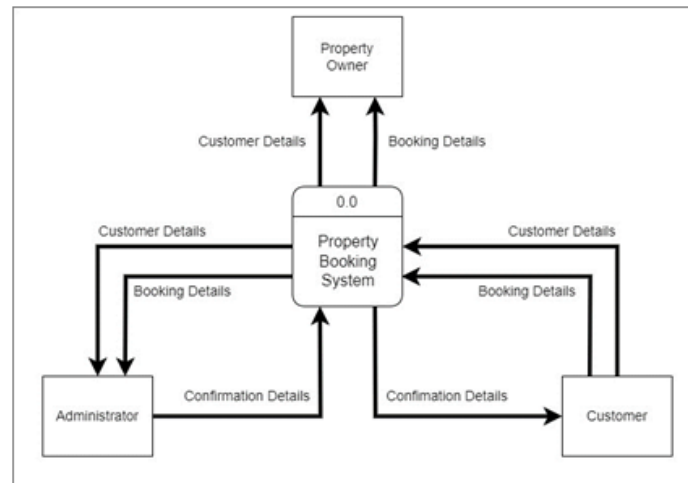 Property
Owner
Customer Details
Booking Details
0.0
Property
Booking
System
Customer Details
Customer Details
Booking Details
Booking Details
Confirmation Details
Confimation Details
Administrator
Customer